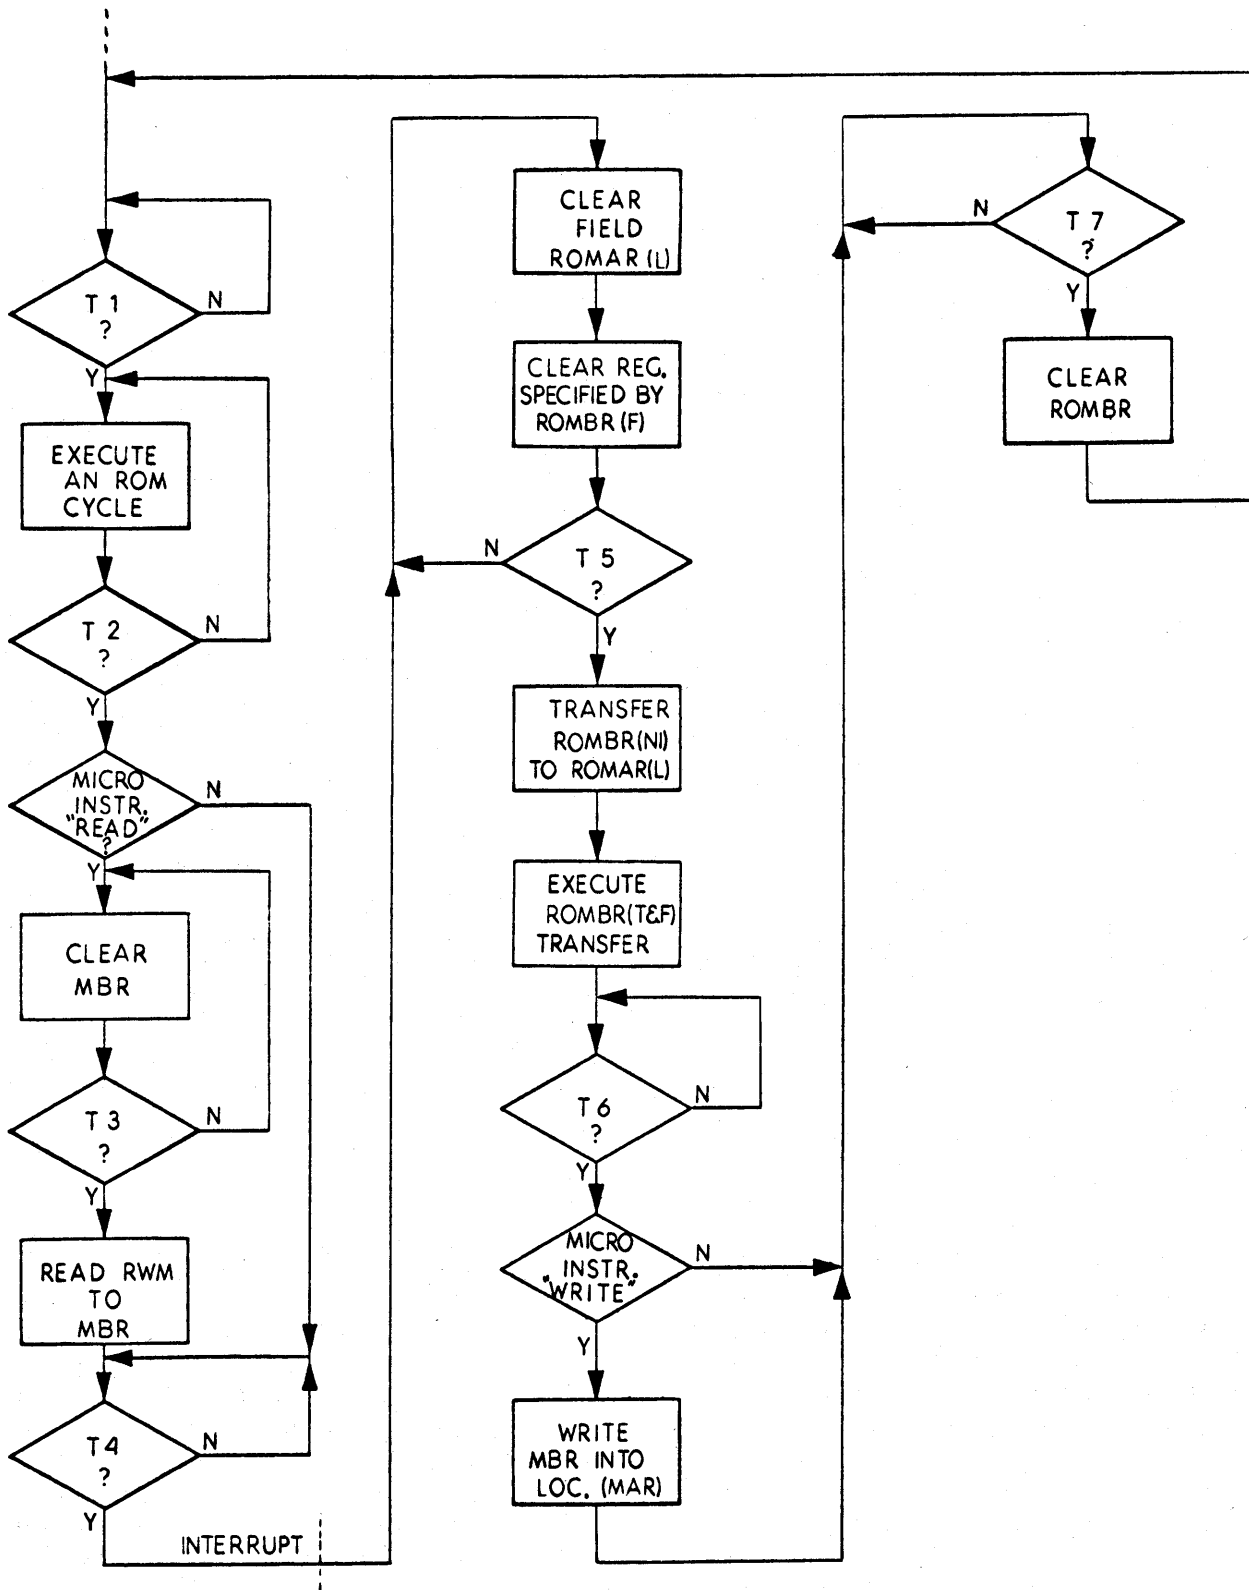 T 1
?
N
Y
EXECUTE
AN ROM
CYCLE
T 2
?
N
Y
MICRO
INSTR.
"READ"
?
N
Y
CLEAR
MBR
T 3
?
N
Y
READ RWM
TO
MBR
T 4
?
N
Y
INTERRUPT
CLEAR
FIELD
ROMAR (L)
CLEAR REG.
SPECIFIED BY
ROMBR (F)
T 5
?
N
Y
TRANSFER
ROMBR(NI)
TO ROMAR(L)
EXECUTE
ROMBR(T&F)
TRANSFER
T 6
?
N
Y
MICRO
INSTR.
"WRITE"
N
Y
WRITE
MBR INTO
LOC. (MAR)
T 7
?
N
Y
CLEAR
ROMBR